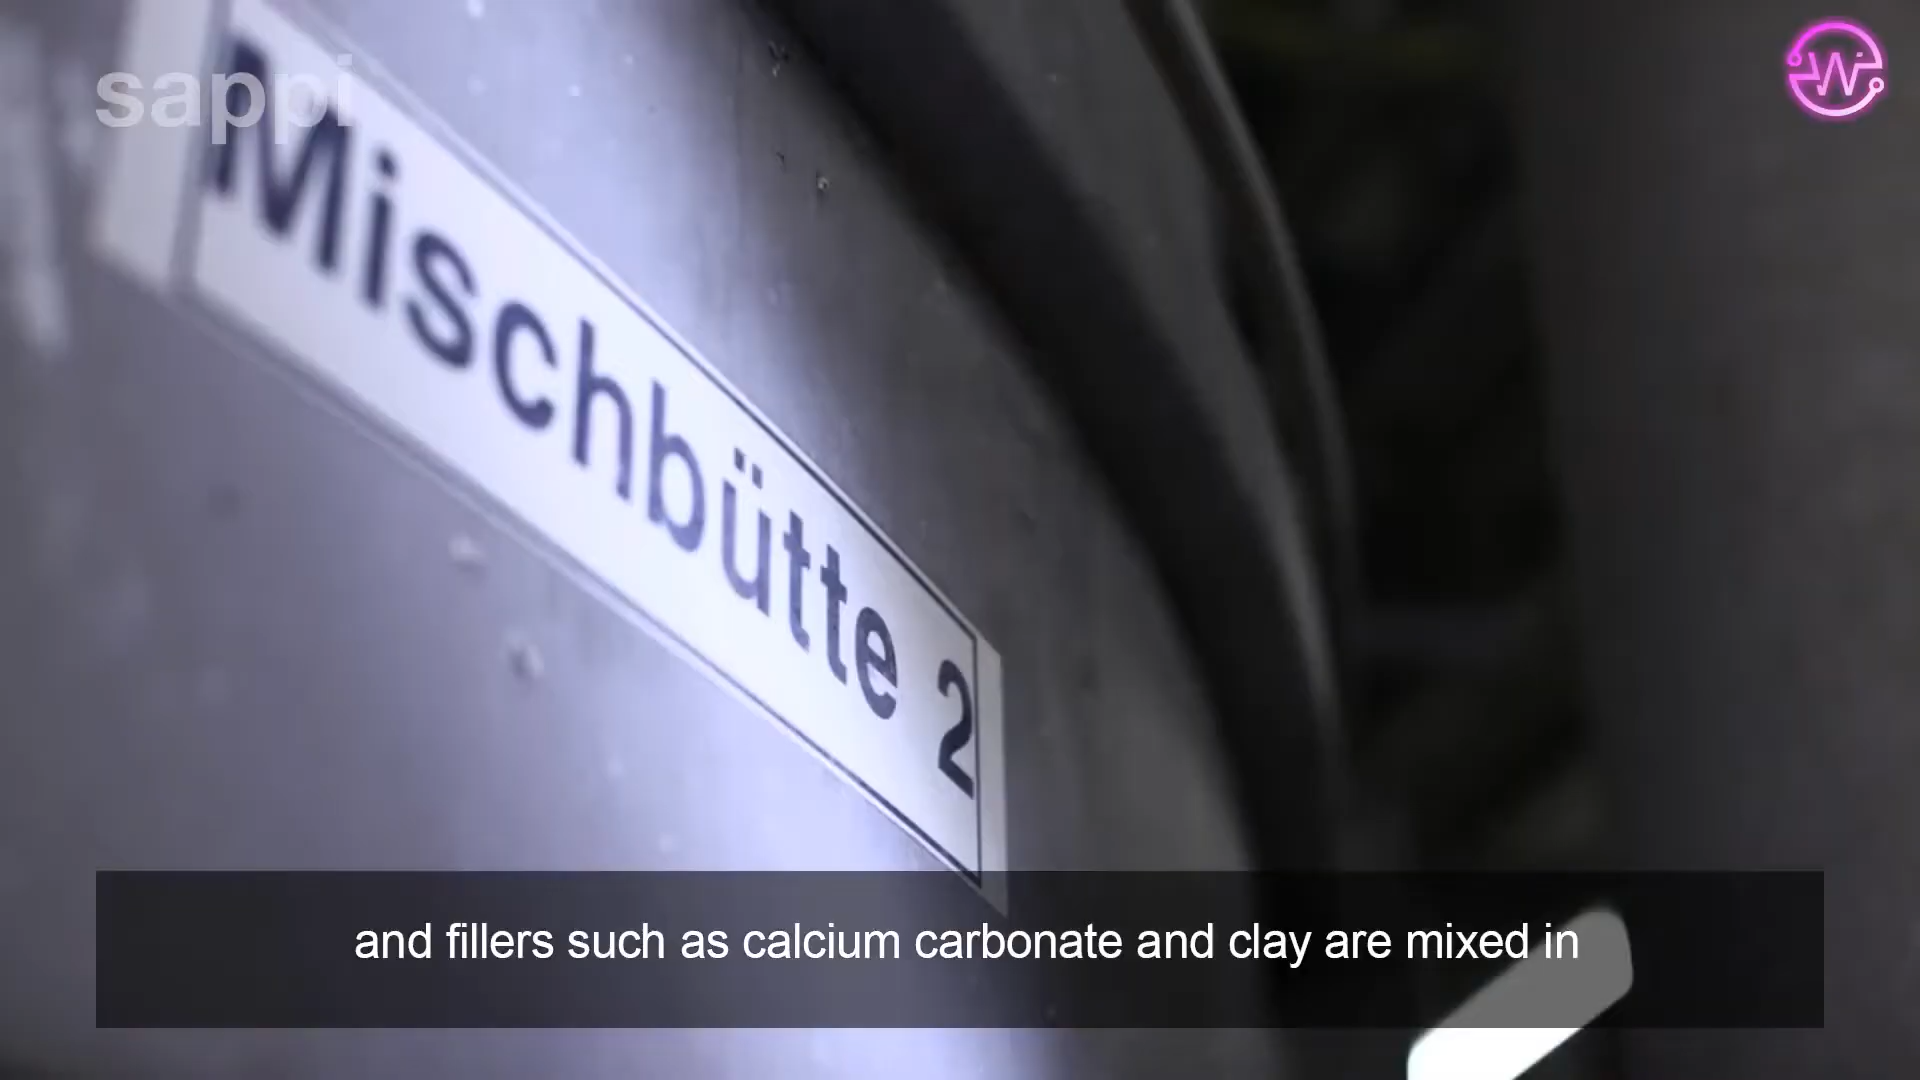 sappi
W
Mischbütte 2
and fillers such as calcium carbonate and clay are mixed in